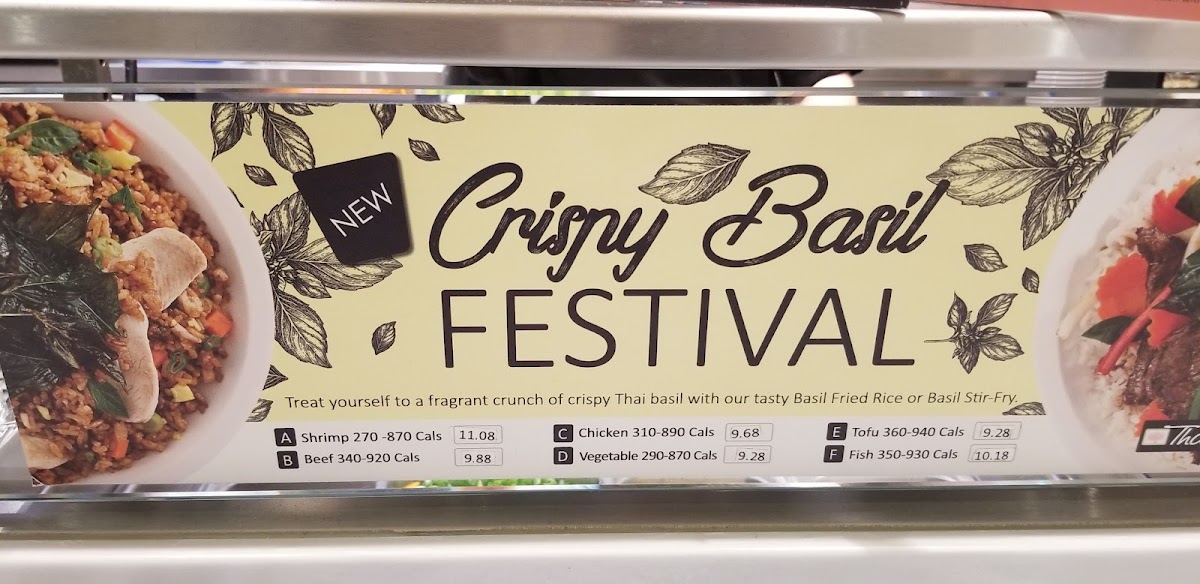 NEW
Crispy Basil
FESTIVAL
Treat yourself to a fragrant crunch of crispy Thai basil with our tasty Basil Fried Rice or Basil Stir-Fry.
A Shrimp 270 -870 Cals 11.08
B Beef 340-920 Cals 9.88
C Chicken 310-890 Cals 9.68
D Vegetable 290-870 Cals 9.28
E Tofu 360-940 Cals 9.28
F Fish 350-930 Cals 10.18